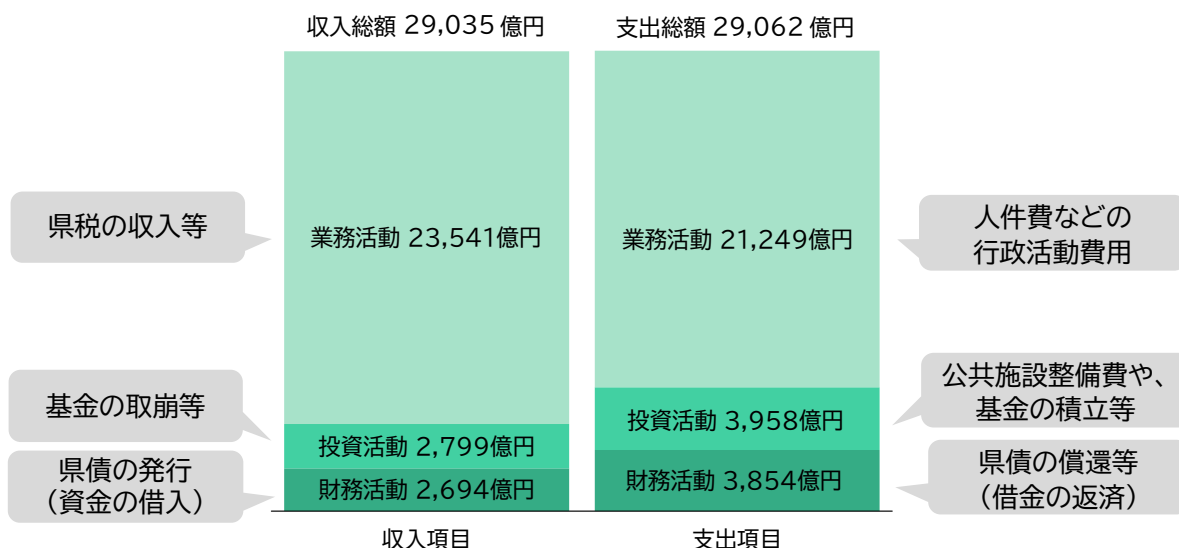 収入総額 29,035 億円
支出総額 29,062 億円
県税の収入等
業務活動 23,541億円
業務活動 21,249億円
人件費などの
行政活動費用
基金の取崩等
投資活動 2,799億円
投資活動 3,958億円
公共施設整備費や、
基金の積立等
県債の発行
（資金の借入）
財務活動 2,694億円
財務活動 3,854億円
県債の償還等
（借金の返済）
収入項目
支出項目